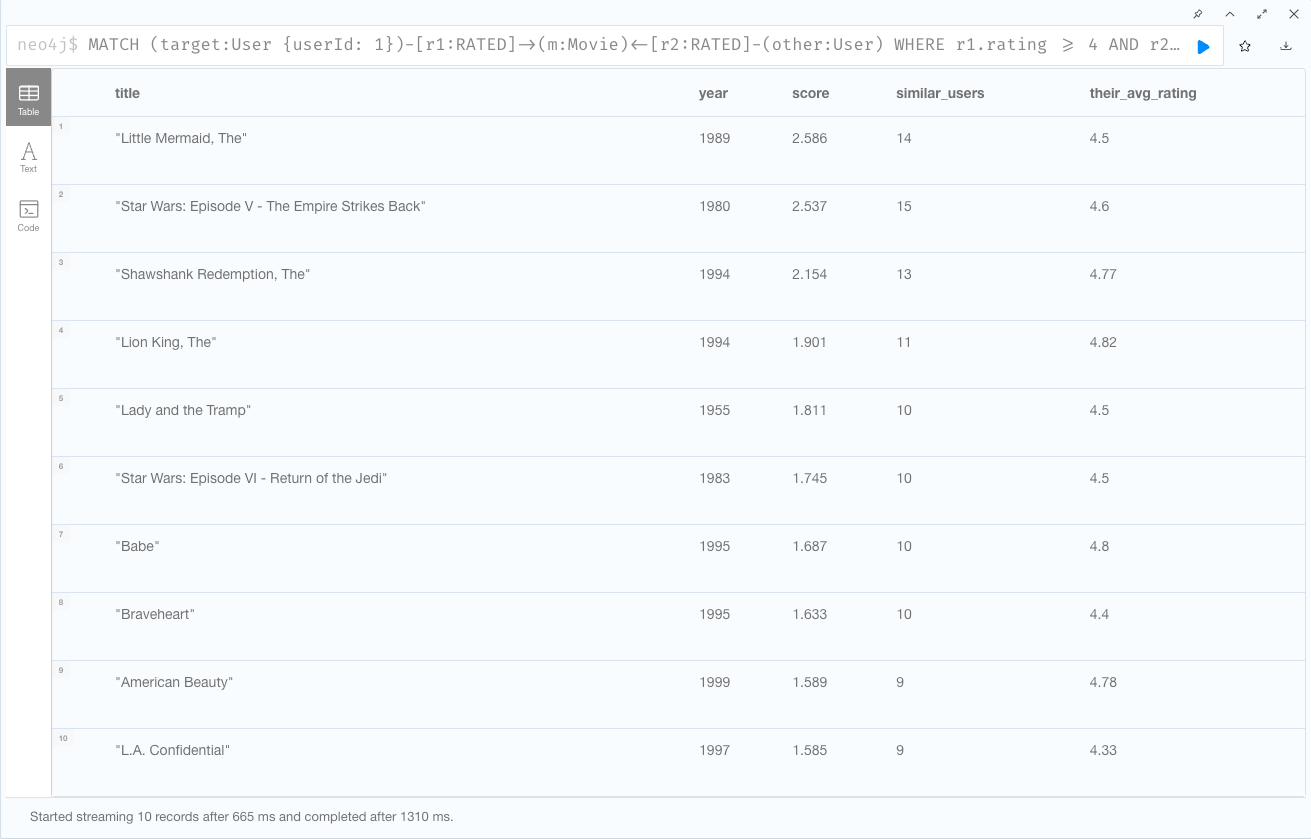 neo4j$ MATCH (target:User {userId: 1})-[r1:RATED]→(m:Movie)←[r2:RATED]-(other:User) WHERE r1.rating ⩾ 4 AND r2…
Table
Text
Code
title year score similar_users their_avg_rating
1 "Little Mermaid, The" 1989 2.586 14 4.5
2 "Star Wars: Episode V - The Empire Strikes Back" 1980 2.537 15 4.6
3 "Shawshank Redemption, The" 1994 2.154 13 4.77
4 "Lion King, The" 1994 1.901 11 4.82
5 "Lady and the Tramp" 1955 1.811 10 4.5
6 "Star Wars: Episode VI - Return of the Jedi" 1983 1.745 10 4.5
7 "Babe" 1995 1.687 10 4.8
8 "Braveheart" 1995 1.633 10 4.4
9 "American Beauty" 1999 1.589 9 4.78
10 "L.A. Confidential" 1997 1.585 9 4.33
Started streaming 10 records after 665 ms and completed after 1310 ms.